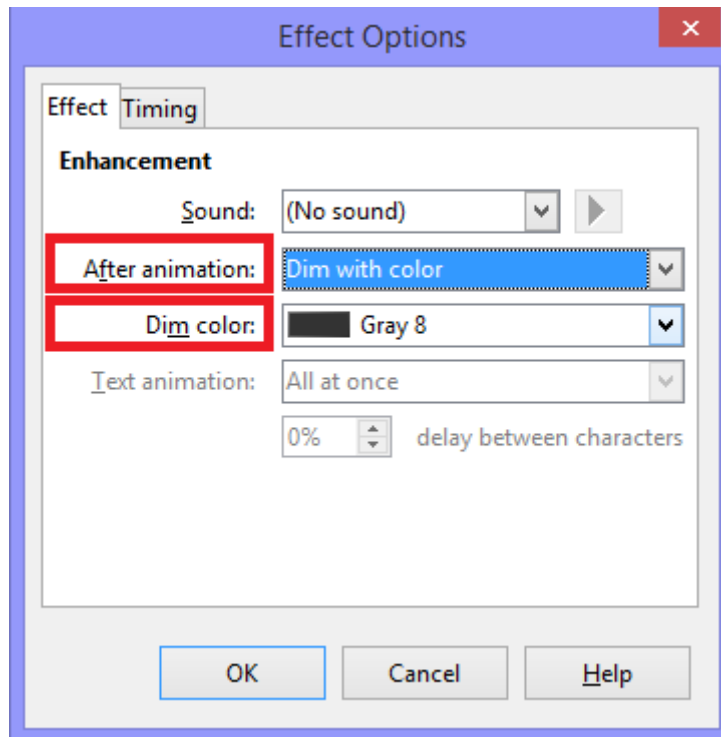 Effect Options
Effect Timing
Enhancement
Sound: (No sound)
After animation: Dim with color
Dim color: Gray 8
Text animation: All at once
0% delay between characters
OK Cancel Help